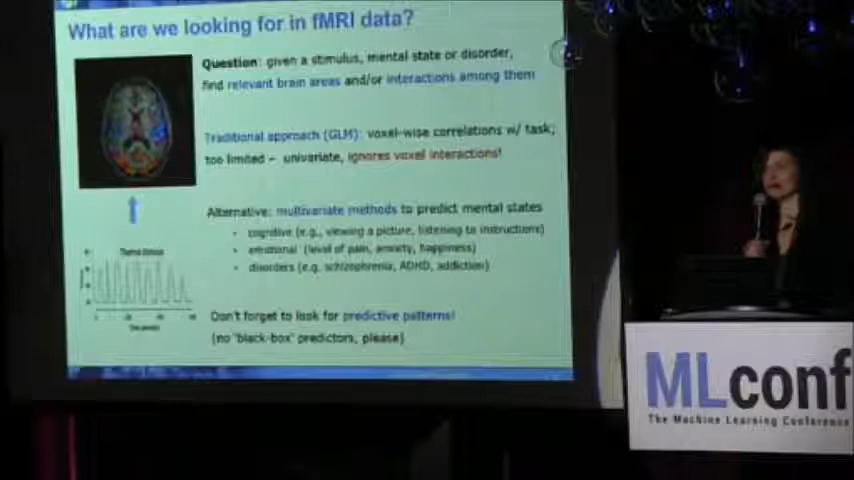 What are we looking for in fMRI data?
Question: given a stimulus, mental state or disorder,
find relevant brain areas and/or interactions among them
Traditional approach (GLM): voxel-wise correlations w/ task;
too limited – univariate, ignores voxel interactions!
Alternative: multivariate methods to predict mental states
• cognitive (e.g., viewing a picture, listening to instructions)
• emotional (level of pain, anxiety, happiness)
• disorders (e.g. schizophrenia, ADHD, addiction)
Don't forget to look for predictive patterns!
(no 'black-box' predictors, please)
MLconf
The Machine Learning Conference